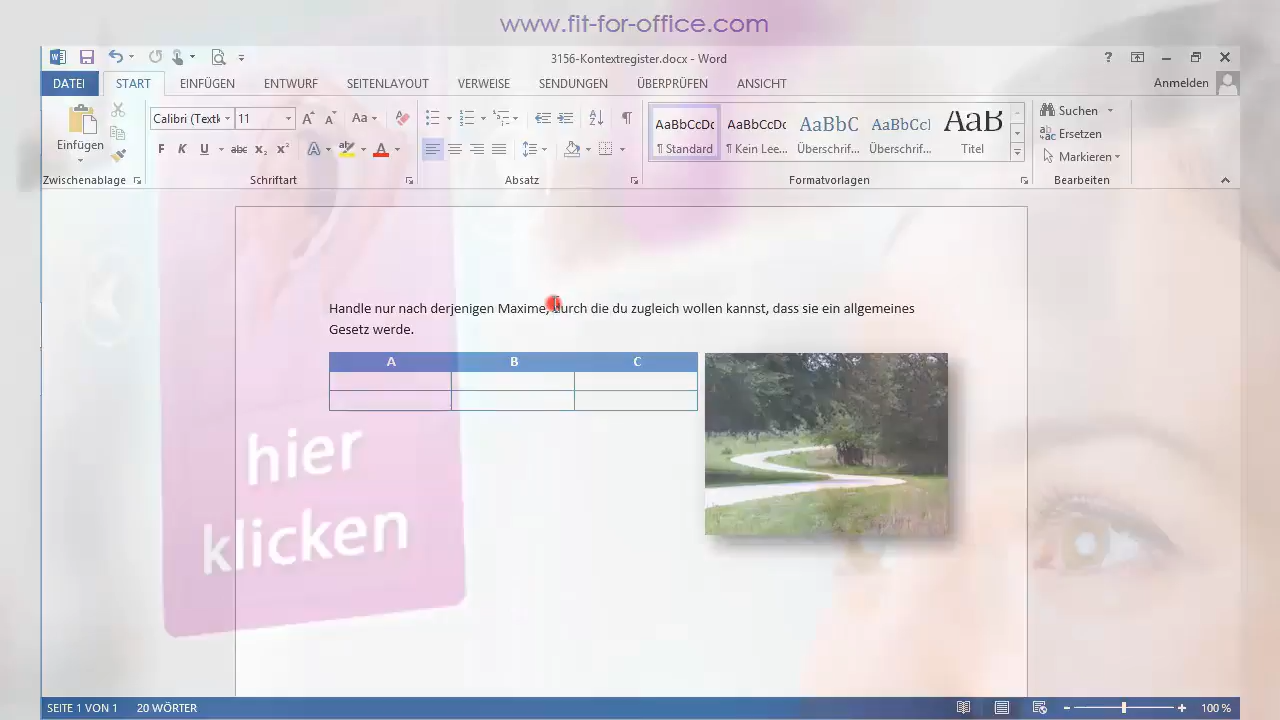 www.fit-for-office.com
3156-Kontextregister.docx - Word
DATEI START EINFÜGEN ENTWURF SEITENLAYOUT VERWEISE SENDUNGEN ÜBERPRÜFEN ANSICHT Anmelden
Einfügen
Zwischenablage
Calibri (Textk 11
F K U abc x₂ x²
Schriftart
Absatz
AaBbCcDc AaBbCcDc AaBbC AaBbCcl AaB
¶ Standard ¶ Kein Lee... Überschrif... Überschrif... Titel
Formatvorlagen
Suchen
Ersetzen
Markieren
Bearbeiten
Handle nur nach derjenigen Maxime, durch die du zugleich wollen kannst, dass sie ein allgemeines
Gesetz werde.
A B C
hier
klicken
SEITE 1 VON 1 20 WÖRTER 100 %